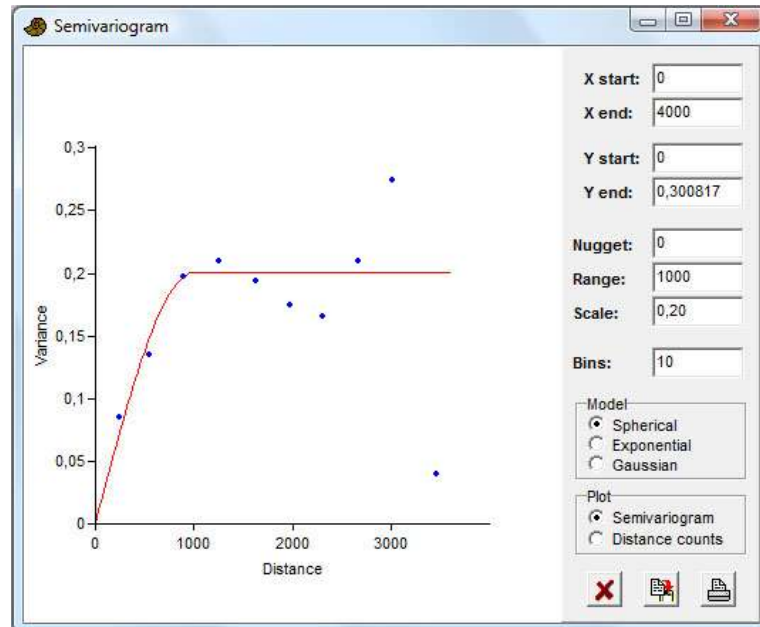 Semivariogram
0,3
0,25
0,2
0,15
0,1
0,05
0
Variance
0 1000 2000 3000
Distance
X start: 0
X end: 4000
Y start: 0
Y end: 0,300817
Nugget: 0
Range: 1000
Scale: 0,20
Bins: 10
Model
Spherical
Exponential
Gaussian
Plot
Semivariogram
Distance counts